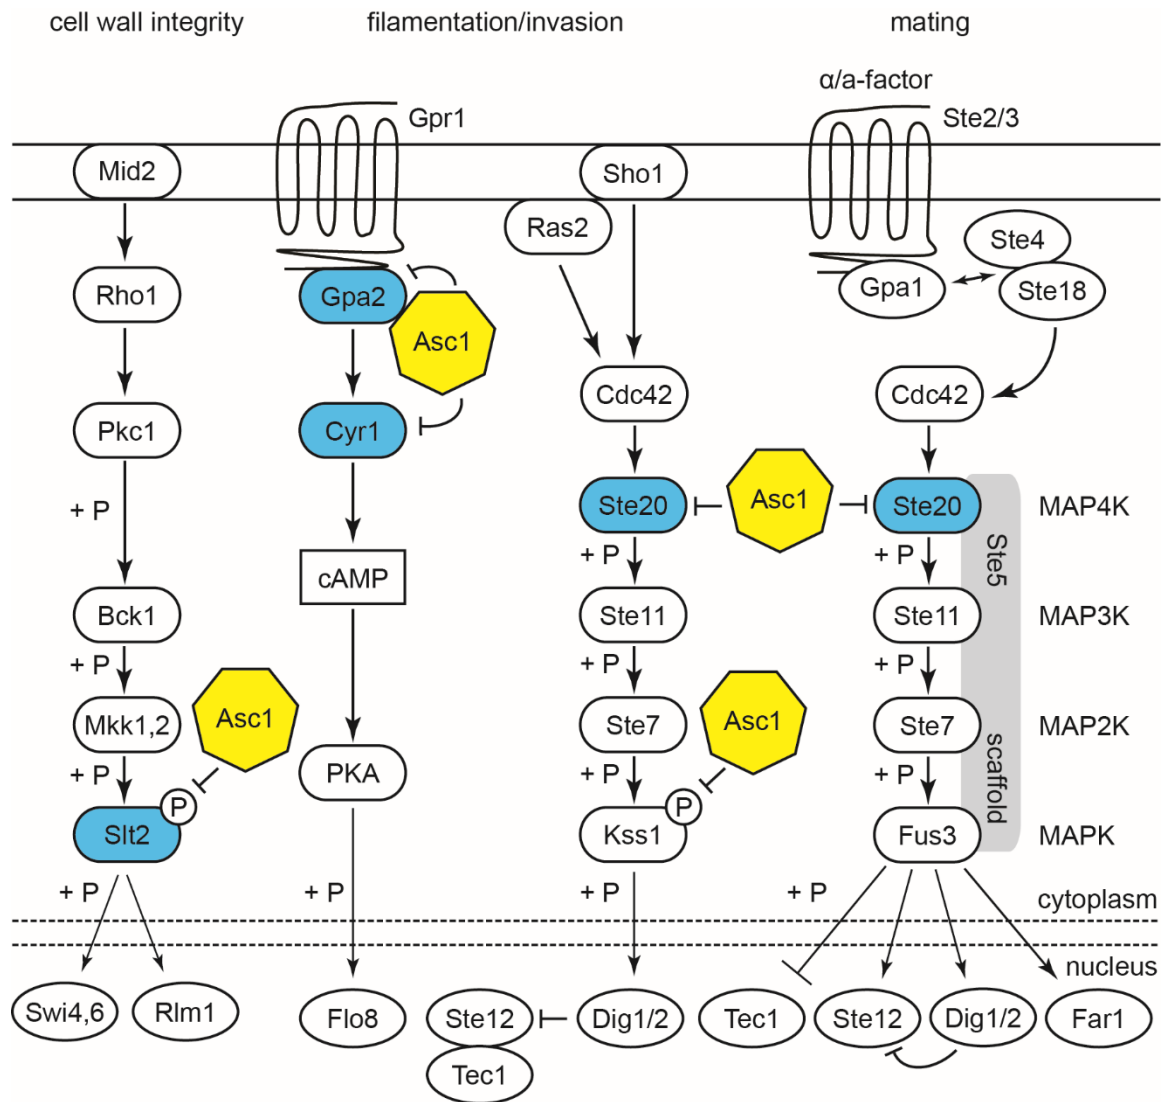 cell wall integrity
filamentation/invasion
mating
α/a-factor
Gpr1
Ste2/3
Mid2
Sho1
Ras2
Ste4
Rho1
Gpa2
Gpa1
Ste18
Asc1
Cdc42
Cdc42
Pkc1
Cyr1
+ P
Ste20
Asc1
Ste20
MAP4K
+ P
+ P
Ste5
cAMP
Bck1
Ste11
Ste11
MAP3K
+ P
+ P
+ P
Asc1
Asc1
Mkk1,2
Ste7
Ste7
MAP2K
scaffold
+ P
PKA
+ P
+ P
P
P
Slt2
Kss1
Fus3
MAPK
+ P
+ P
+ P
+ P
cytoplasm
nucleus
Swi4,6
Rlm1
Flo8
Ste12
Dig1/2
Tec1
Ste12
Dig1/2
Far1
Tec1